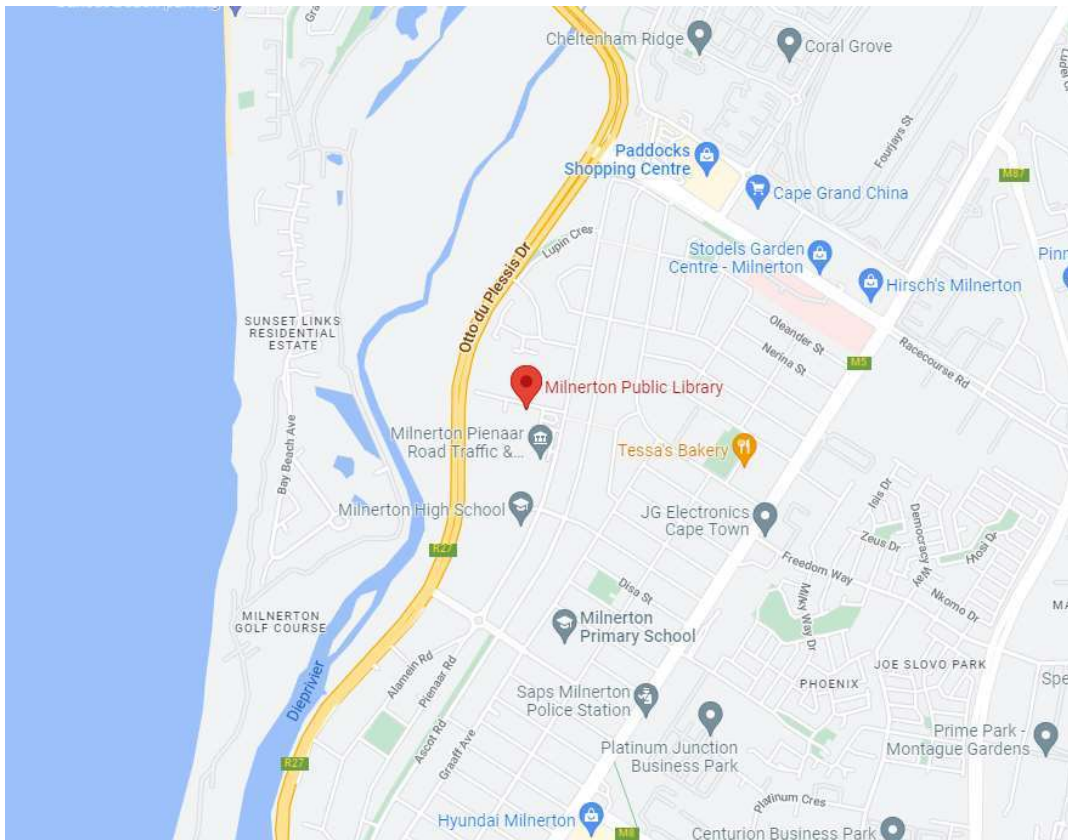 Cheltenham Ridge
Coral Grove
Fourjays St
Paddocks
Shopping Centre
M87
Cape Grand China
Lupin Cres
Otto du Plessis Dr
Stodels Garden
Centre - Milnerton
Hirsch's Milnerton
SUNSET LINKS
RESIDENTIAL
ESTATE
Oleander St
Nerina St
M5
Racecourse Rd
Milnerton Public Library
Milnerton Pienaar
Road Traffic &...
Tessa's Bakery
Bay Beach Ave
Milnerton High School
JG Electronics
Cape Town
Isis Dr
Zeus Dr
Democracy Way
Wosi Dr
R27
Freedom Way
Nkomo Dr
Disa St
Milky Way Dr
MILNERTON
GOLF COURSE
Milnerton
Primary School
JOE SLOVO PARK
Alamein Rd
Pienaar Rd
PHOENIX
Dieprivier
Saps Milnerton
Police Station
Ascot Rd
Graaff Ave
Platinum Junction
Business Park
Prime Park -
Montague Gardens
R27
Platinum Cres
Hyundai Milnerton
M8
Centurion Business Park